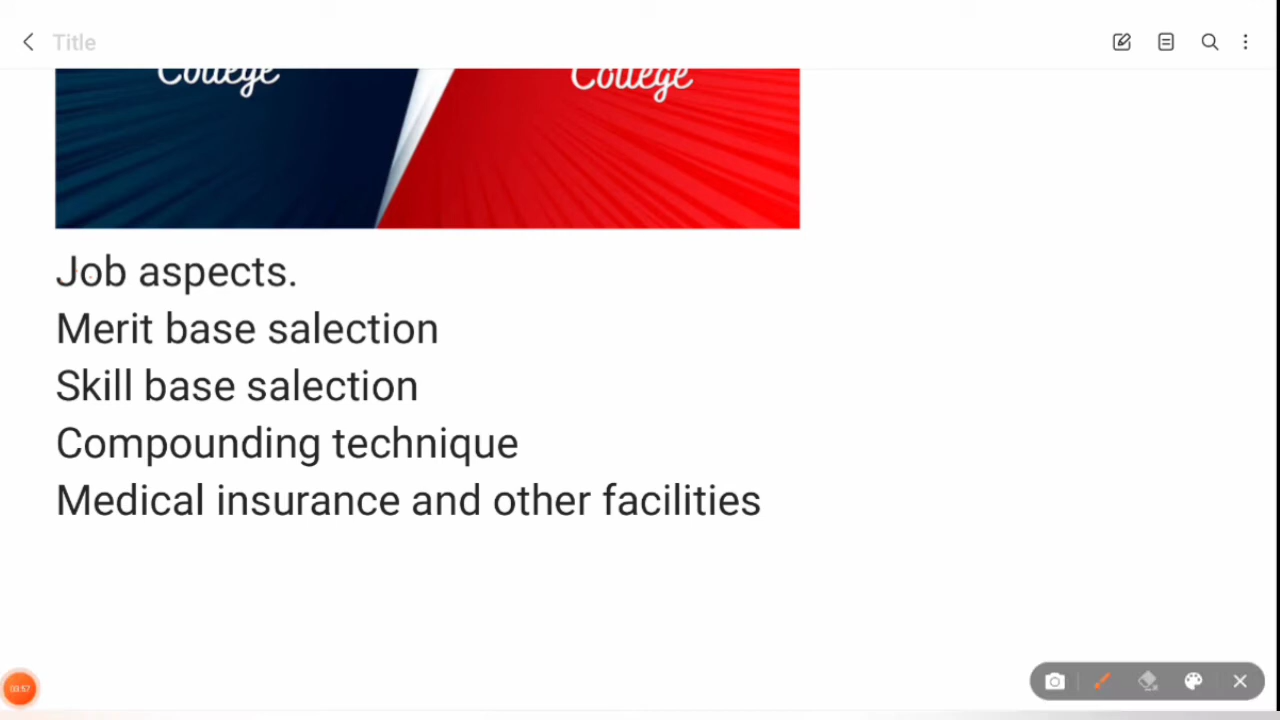 Title
College
College
Job aspects.
Merit base salection
Skill base salection
Compounding technique
Medical insurance and other facilities